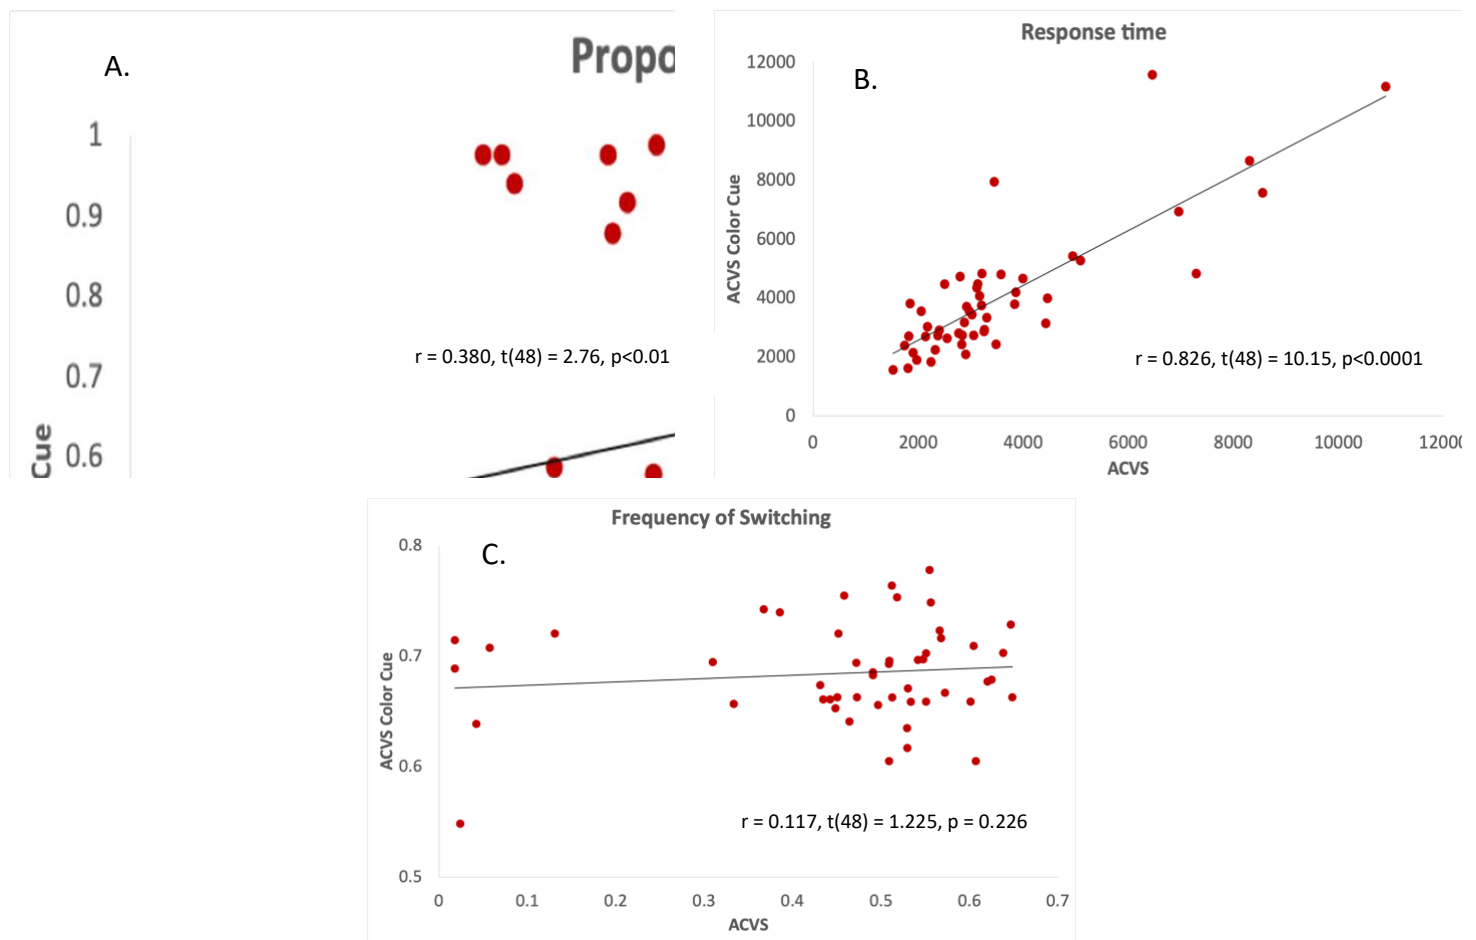 A.
Propo
1
0.9
0.8
0.7
0.6
Cue
r = 0.380, t(48) = 2.76, p<0.01
Response time
B.
12000
10000
8000
6000
4000
2000
0
ACVS Color Cue
r = 0.826, t(48) = 10.15, p<0.0001
0 2000 4000 6000 8000 10000 12000
ACVS
Frequency of Switching
C.
0.8
0.7
0.6
0.5
ACVS Color Cue
r = 0.117, t(48) = 1.225, p = 0.226
0 0.1 0.2 0.3 0.4 0.5 0.6 0.7
ACVS